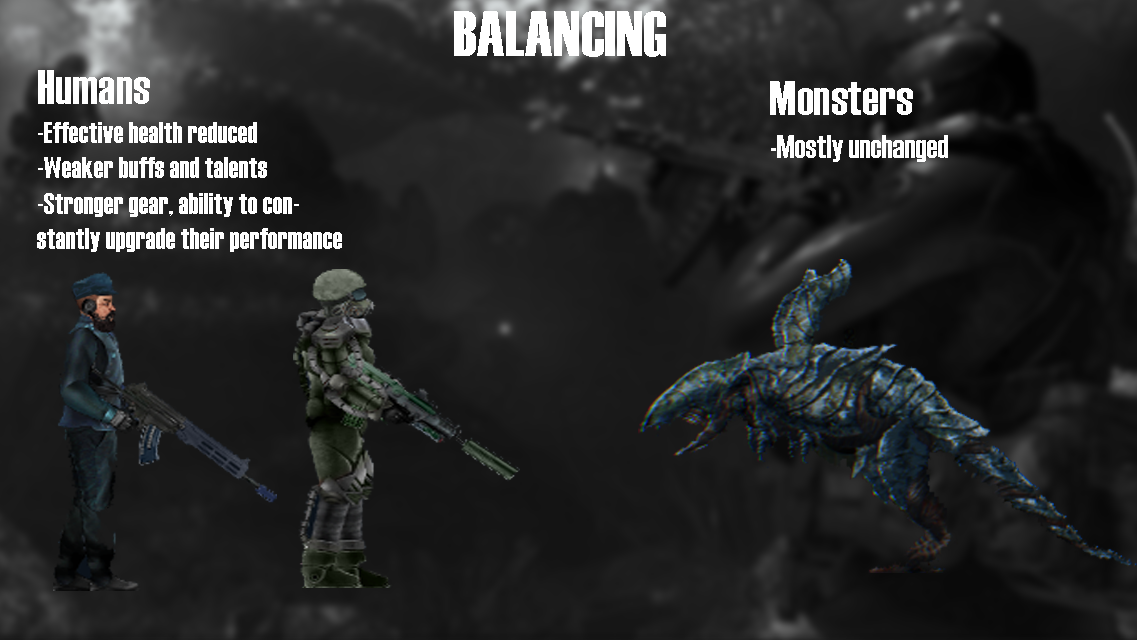 BALANCING
Humans
-Effective health reduced
-Weaker buffs and talents
-Stronger gear, ability to con-
stantly upgrade their performance
Monsters
-Mostly unchanged